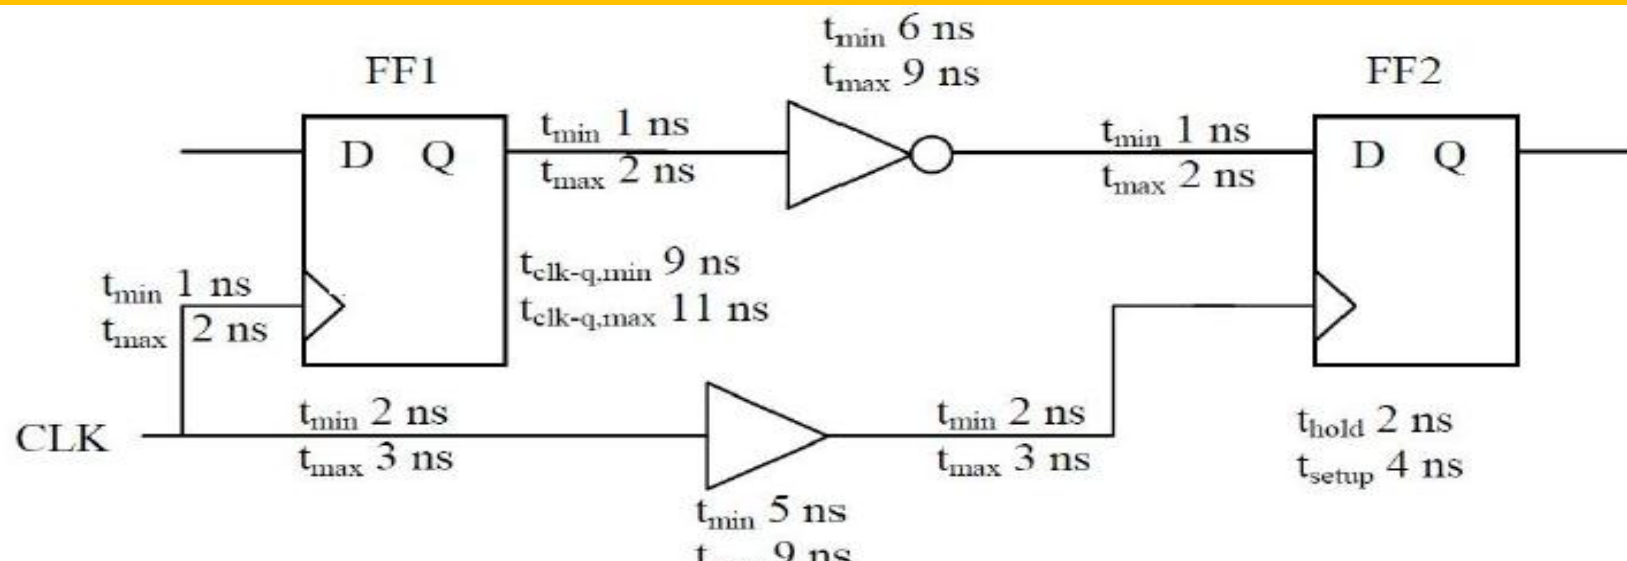 t_min 6 ns
t_max 9 ns
FF1
FF2
t_min 1 ns
t_max 2 ns
t_min 1 ns
t_max 2 ns
D Q
D Q
t_clk-q,min 9 ns
t_clk-q,max 11 ns
t_min 1 ns
t_max 2 ns
CLK
t_min 2 ns
t_max 3 ns
t_min 2 ns
t_max 3 ns
t_hold 2 ns
t_setup 4 ns
t_min 5 ns
9 ns